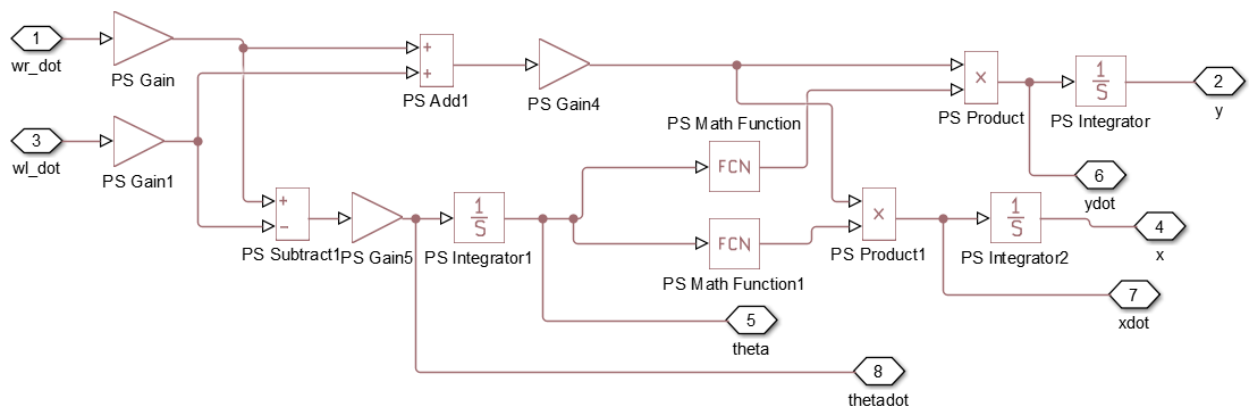 1
wr_dot
PS Gain
3
wl_dot
PS Gain1
+
+
PS Add1
PS Gain4
PS Math Function
FCN
×
PS Product
1
S
PS Integrator
2
y
6
ydot
+
−
PS Subtract1
PS Gain5
1
S
PS Integrator1
FCN
PS Math Function1
×
PS Product1
1
S
PS Integrator2
4
x
7
xdot
5
theta
8
thetadot